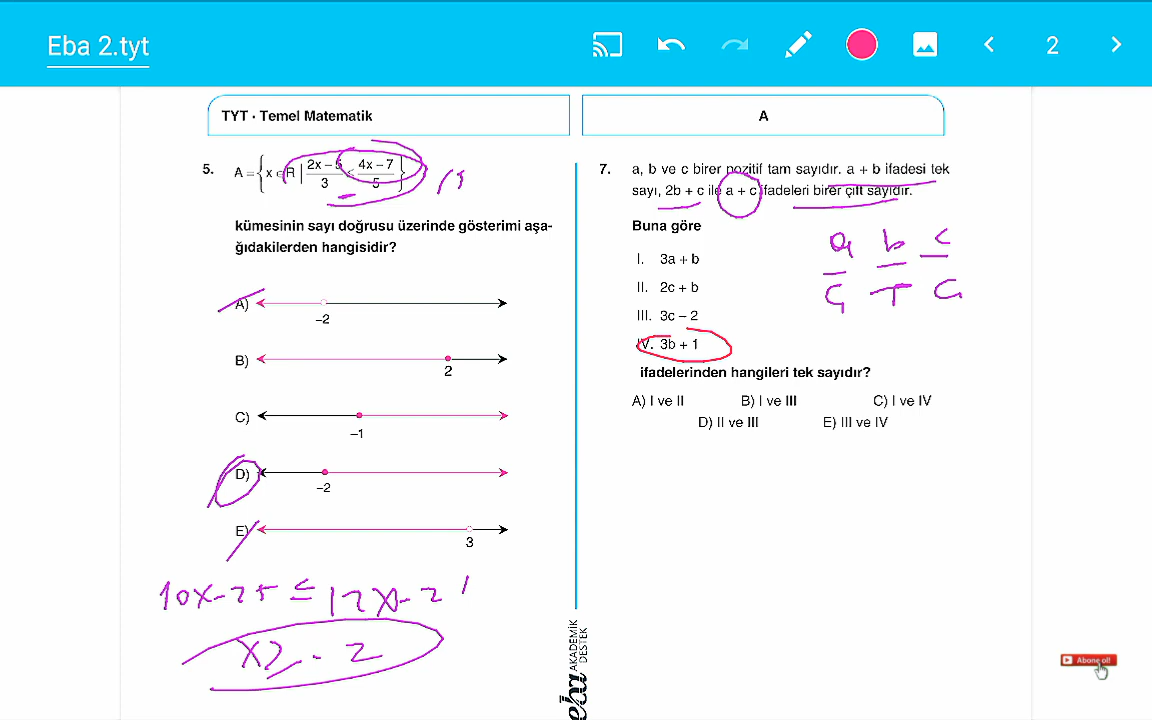 Eba 2.tyt
2
TYT · Temel Matematik
A
5. A = {x ∈ R | (2x – 5)/3 ≤ (4x – 7)/5}
/15
kümesinin sayı doğrusu üzerinde gösterimi aşa-
ğıdakilerden hangisidir?
A)
–2
B)
2
C)
–1
D)
–2
E)
3
10x-25 ≤ 12x-21
x ≥ -2
7. a, b ve c birer pozitif tam sayıdır. a + b ifadesi tek
sayı, 2b + c ile a + c ifadeleri birer çift sayıdır.
Buna göre
a b c
Ç T Ç
I. 3a + b
II. 2c + b
III. 3c – 2
IV. 3b + 1
ifadelerinden hangileri tek sayıdır?
A) I ve II B) I ve III C) I ve IV
D) II ve III E) III ve IV
eba AKADEMİK
DESTEK
Abone ol!